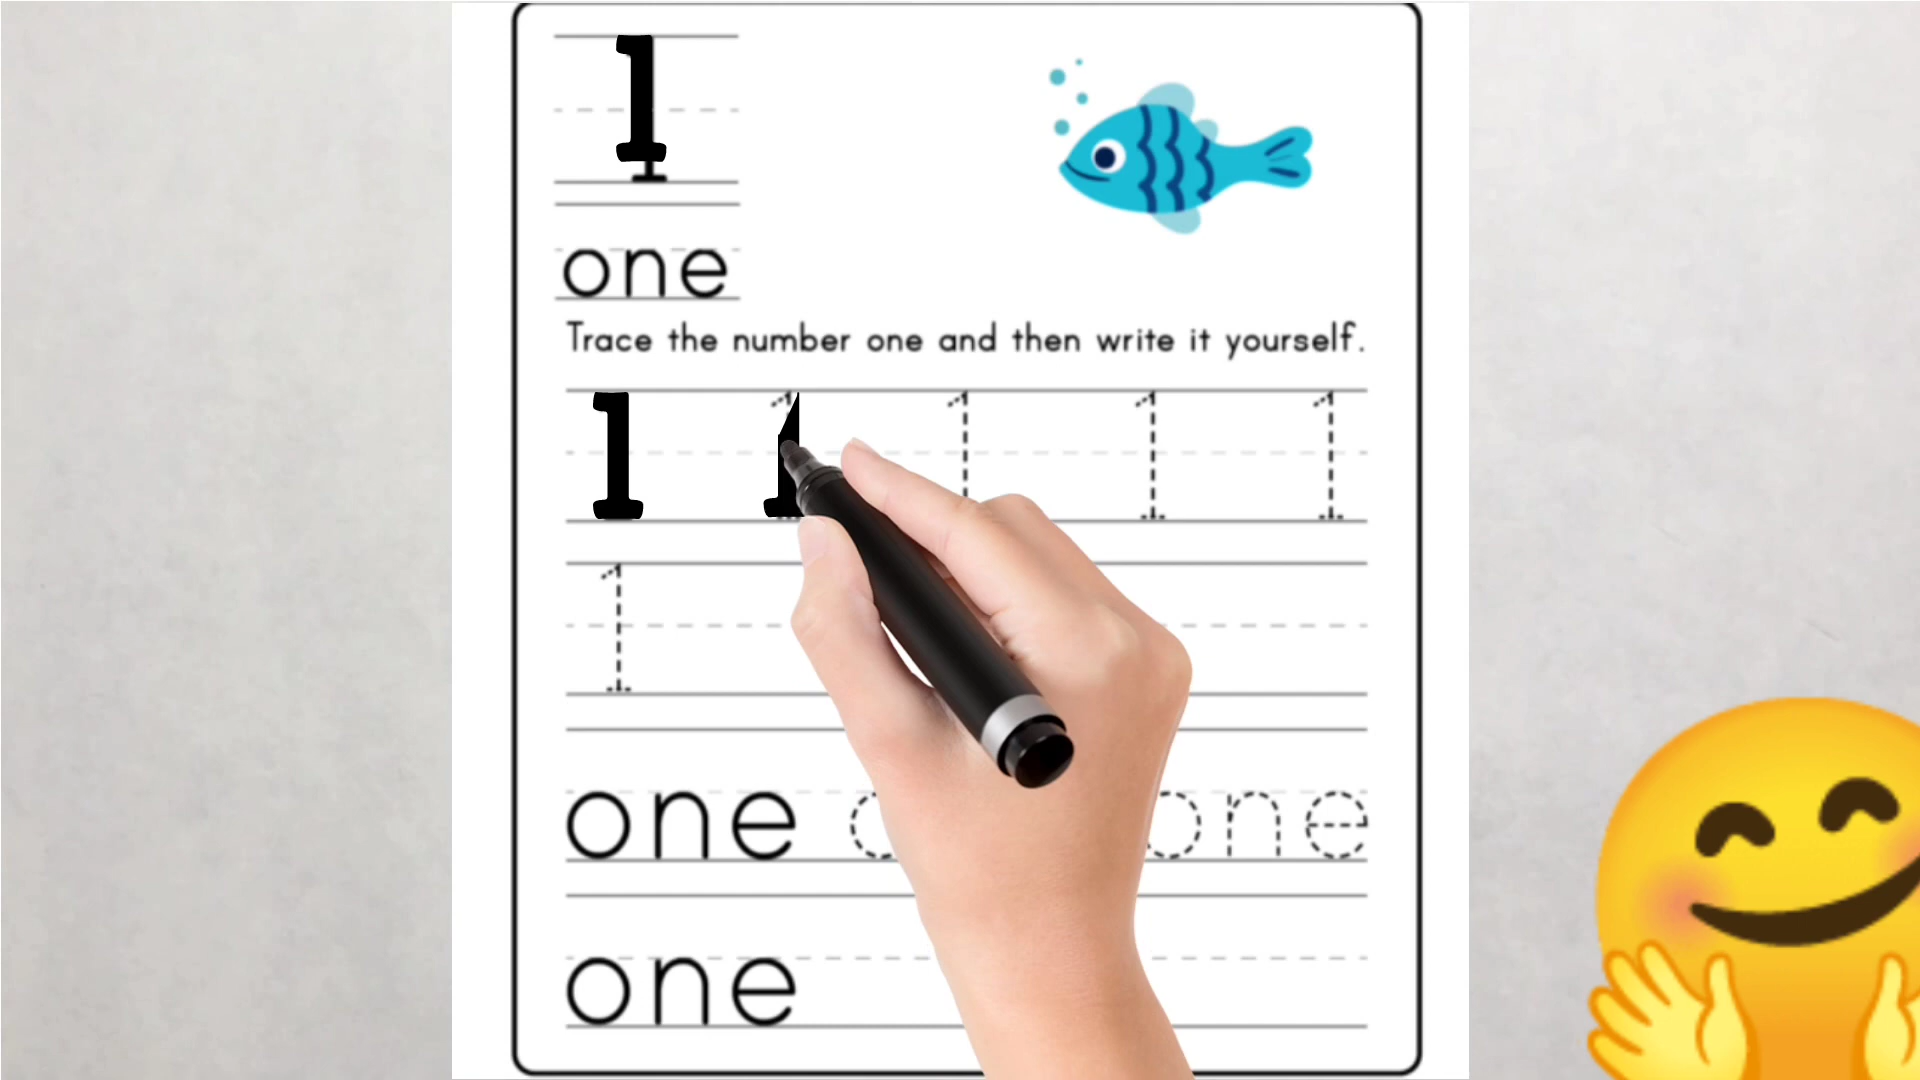 1
one
Trace the number one and then write it yourself.
1 1 1 1 1
1
one one
one